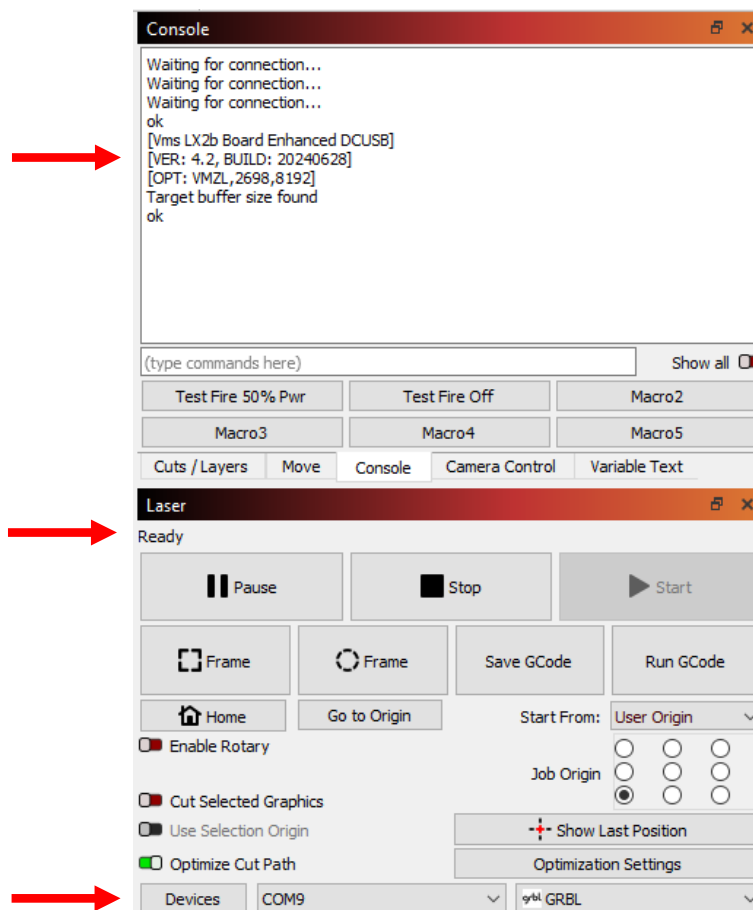 Console
Waiting for connection...
Waiting for connection...
Waiting for connection...
ok
[Vms LX2b Board Enhanced DCUSB]
[VER: 4.2, BUILD: 20240628]
[OPT: VMZL,2698,8192]
Target buffer size found
ok
(type commands here) Show all
Test Fire 50% Pwr Test Fire Off Macro2
Macro3 Macro4 Macro5
Cuts / Layers Move Console Camera Control Variable Text
Laser
Ready
Pause Stop Start
Frame Frame Save GCode Run GCode
Home Go to Origin Start From: User Origin
Enable Rotary
Job Origin
Cut Selected Graphics
Use Selection Origin Show Last Position
Optimize Cut Path Optimization Settings
Devices COM9 grbl GRBL